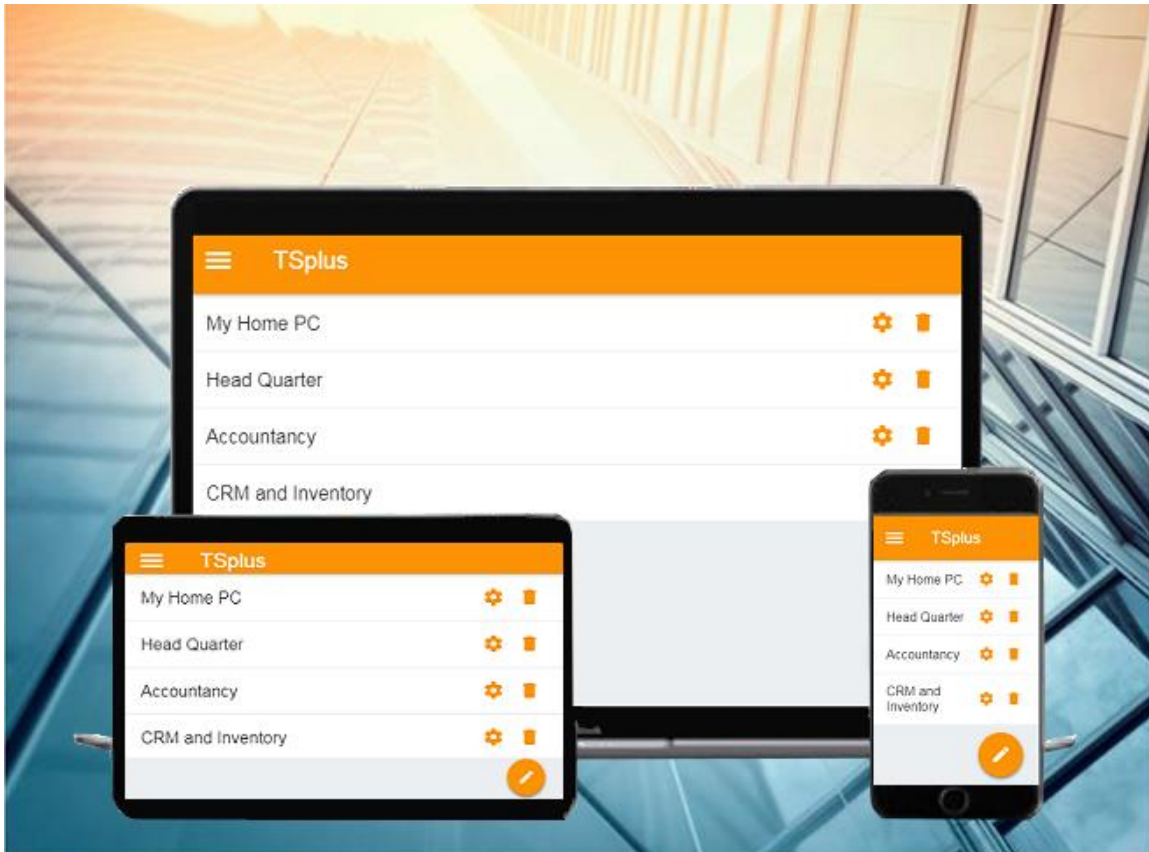 TSplus
My Home PC
Head Quarter
Accountancy
CRM and Inventory
TSplus
My Home PC
Head Quarter
Accountancy
CRM and Inventory
TSplus
My Home PC
Head Quarter
Accountancy
CRM and
Inventory